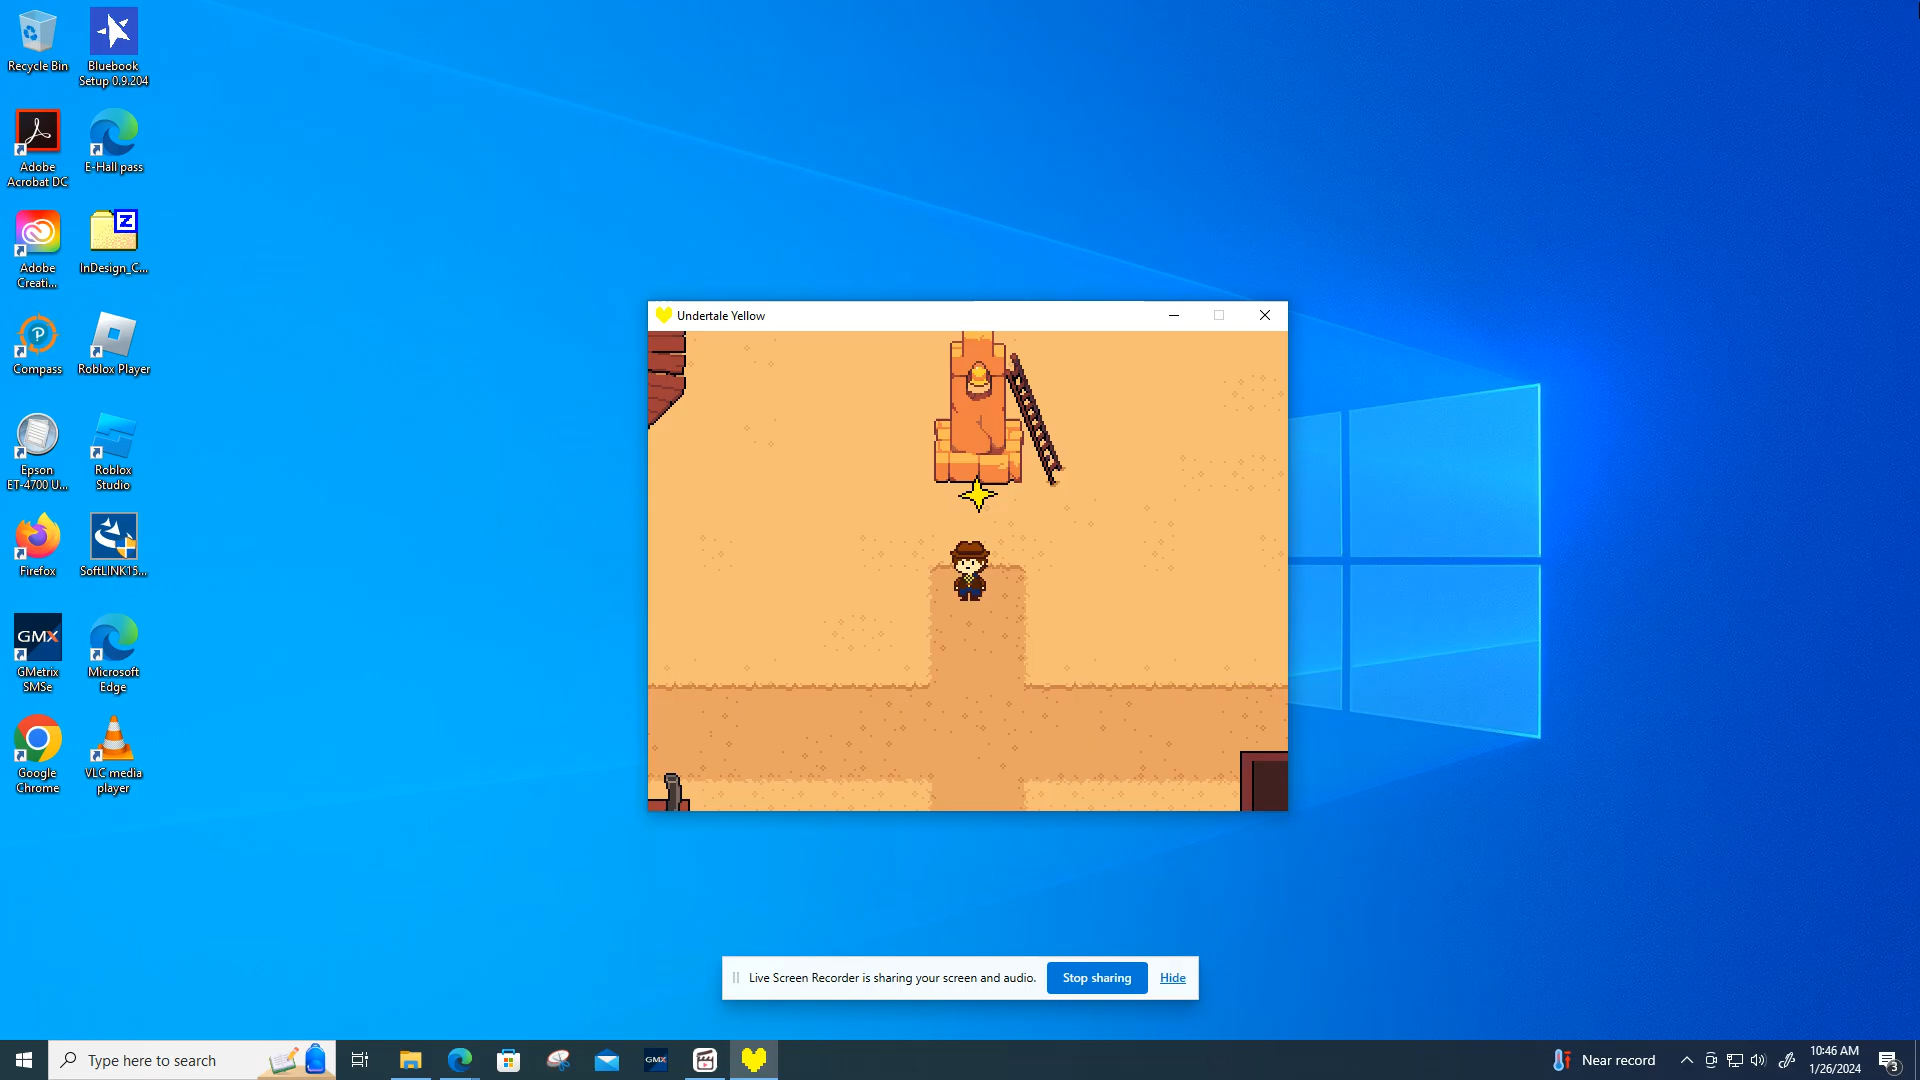 Recycle Bin
Bluebook
Setup 0.9.204
Adobe
Acrobat DC
E-Hall pass
Adobe
Creati...
InDesign_C...
Compass
Roblox Player
Epson
ET-4700 U...
Roblox
Studio
Firefox
SoftLINK15...
GMX
GMetrix
SMSe
Microsoft
Edge
Google
Chrome
VLC media
player
Undertale Yellow
Live Screen Recorder is sharing your screen and audio.
Stop sharing
Hide
Type here to search
GMX
Near record
10:46 AM
1/26/2024
3